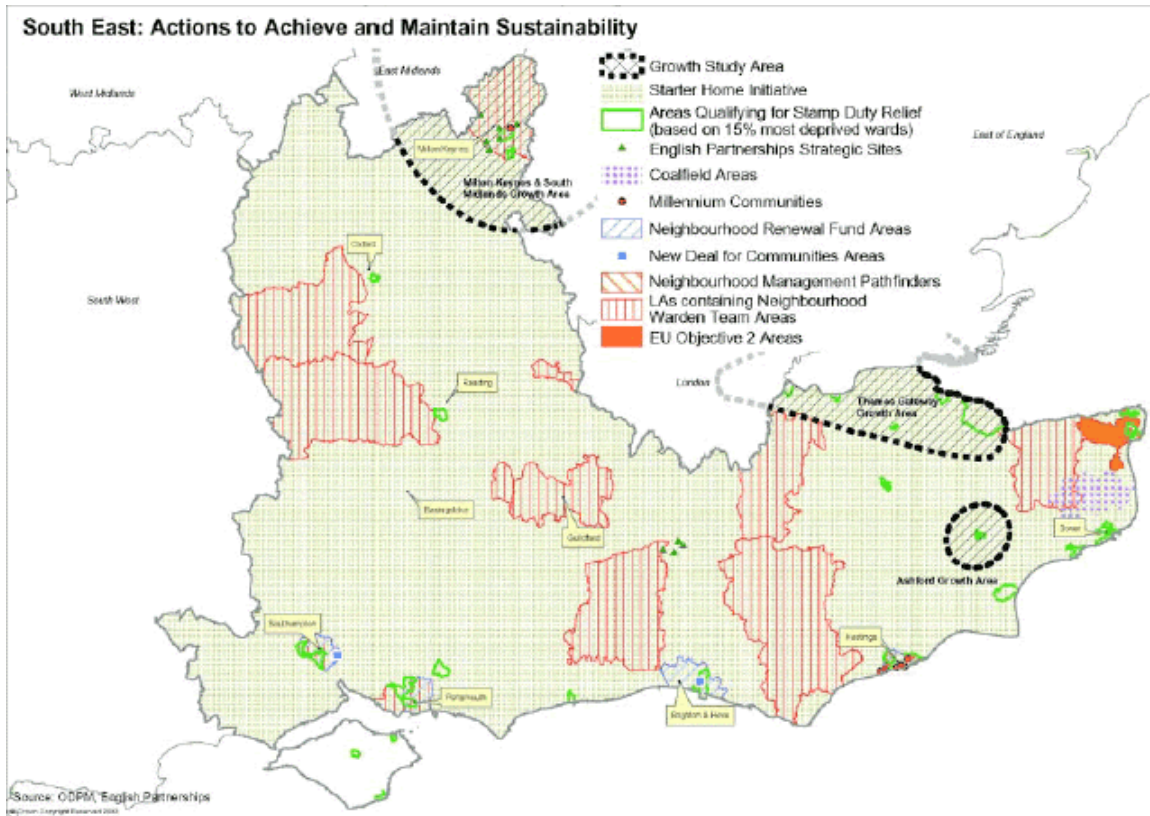 South East: Actions to Achieve and Maintain Sustainability
East Midlands
West Midlands
Growth Study Area
Starter Home Initiative
Areas Qualifying for Stamp Duty Relief
(based on 15% most deprived wards)
East of England
English Partnerships Strategic Sites
Milton Keynes
Coalfield Areas
Milton Keynes & South
Midlands Growth Area
Millennium Communities
Neighbourhood Renewal Fund Areas
Oxford
New Deal for Communities Areas
Neighbourhood Management Pathfinders
South West
LAs containing Neighbourhood
Warden Team Areas
EU Objective 2 Areas
Reading
London
Thames Gateway
Growth Area
Basingstoke
Guildford
Dover
Ashford Growth Area
Southampton
Hastings
Portsmouth
Brighton & Hove
Source: ODPM, English Partnerships
Crown Copyright Reserved